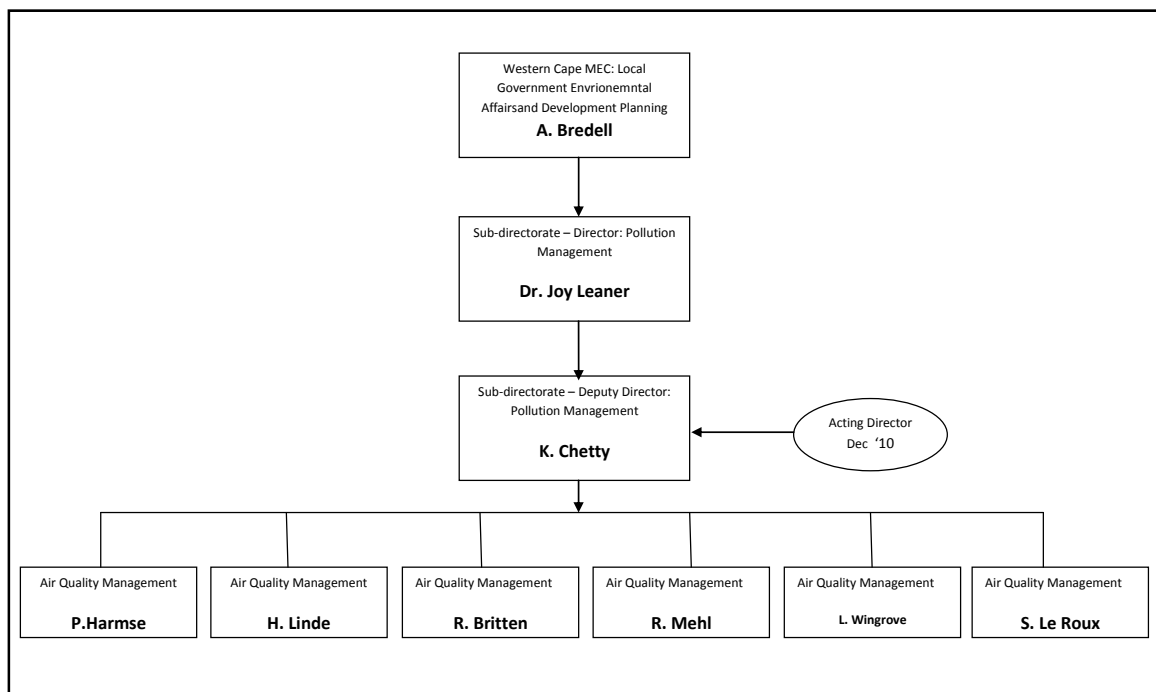 Western Cape MEC: Local
Government Envrionemntal
Affairsand Development Planning
A. Bredell
Sub-directorate – Director: Pollution
Management
Dr. Joy Leaner
Sub-directorate – Deputy Director:
Pollution Management
K. Chetty
Acting Director
Dec ‘10
Air Quality Management
P.Harmse
Air Quality Management
H. Linde
Air Quality Management
R. Britten
Air Quality Management
R. Mehl
Air Quality Management
L. Wingrove
Air Quality Management
S. Le Roux